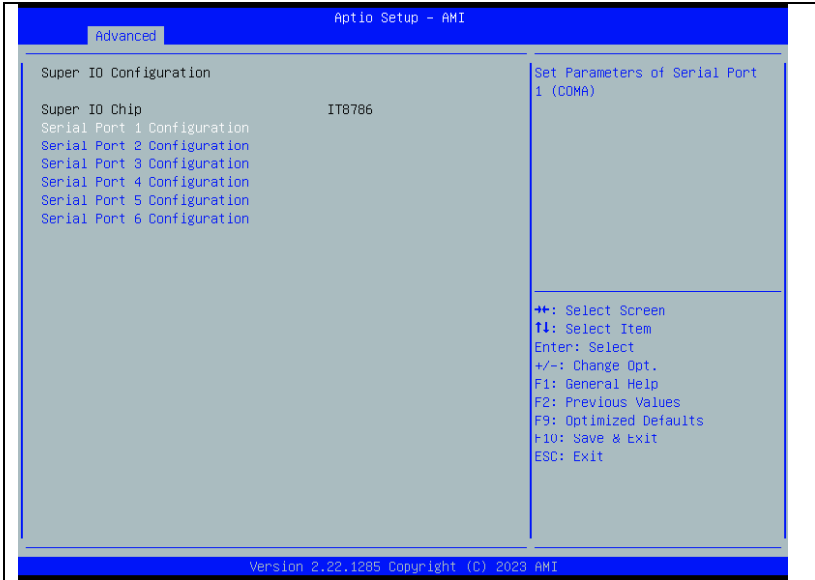 Aptio Setup - AMI
Advanced
Super IO Configuration
Super IO Chip IT8786
Serial Port 1 Configuration
Serial Port 2 Configuration
Serial Port 3 Configuration
Serial Port 4 Configuration
Serial Port 5 Configuration
Serial Port 6 Configuration
Set Parameters of Serial Port
1 (COMA)
→←: Select Screen
↑↓: Select Item
Enter: Select
+/-: Change Opt.
F1: General Help
F2: Previous Values
F9: Optimized Defaults
F10: Save & Exit
ESC: Exit
Version 2.22.1285 Copyright (C) 2023 AMI